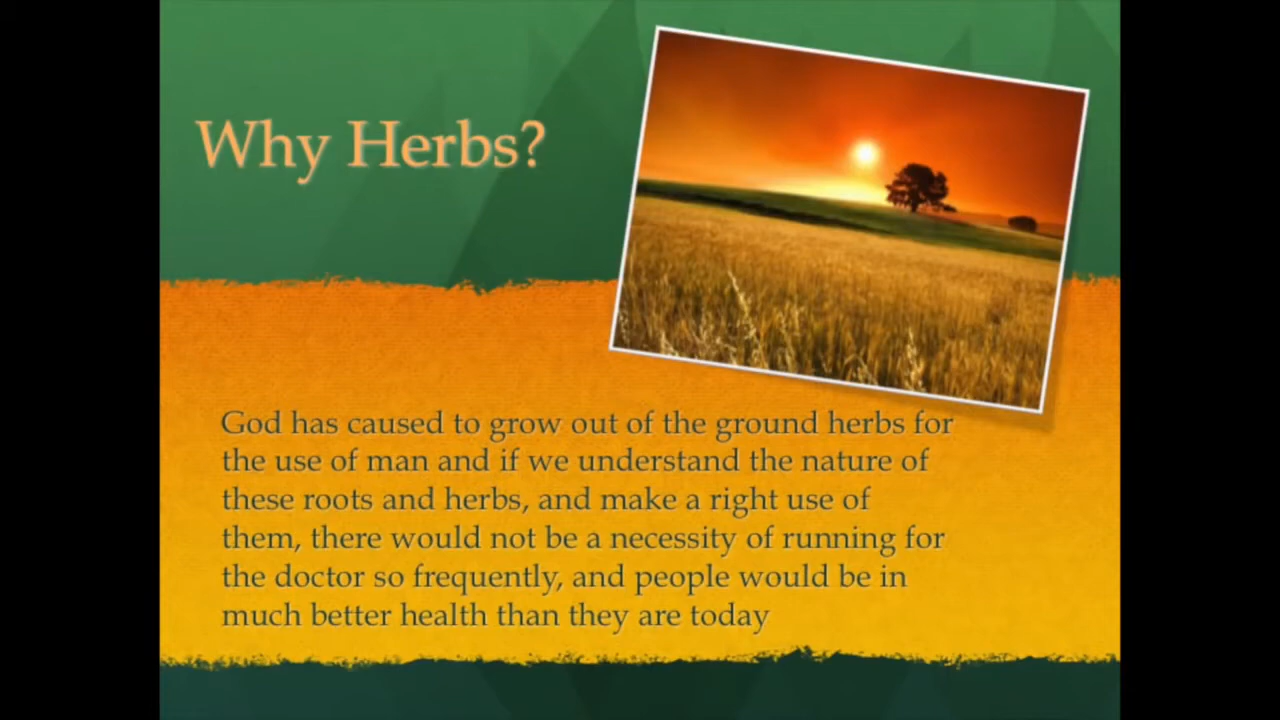 Why Herbs?
God has caused to grow out of the ground herbs for
the use of man and if we understand the nature of
these roots and herbs, and make a right use of
them, there would not be a necessity of running for
the doctor so frequently, and people would be in
much better health than they are today